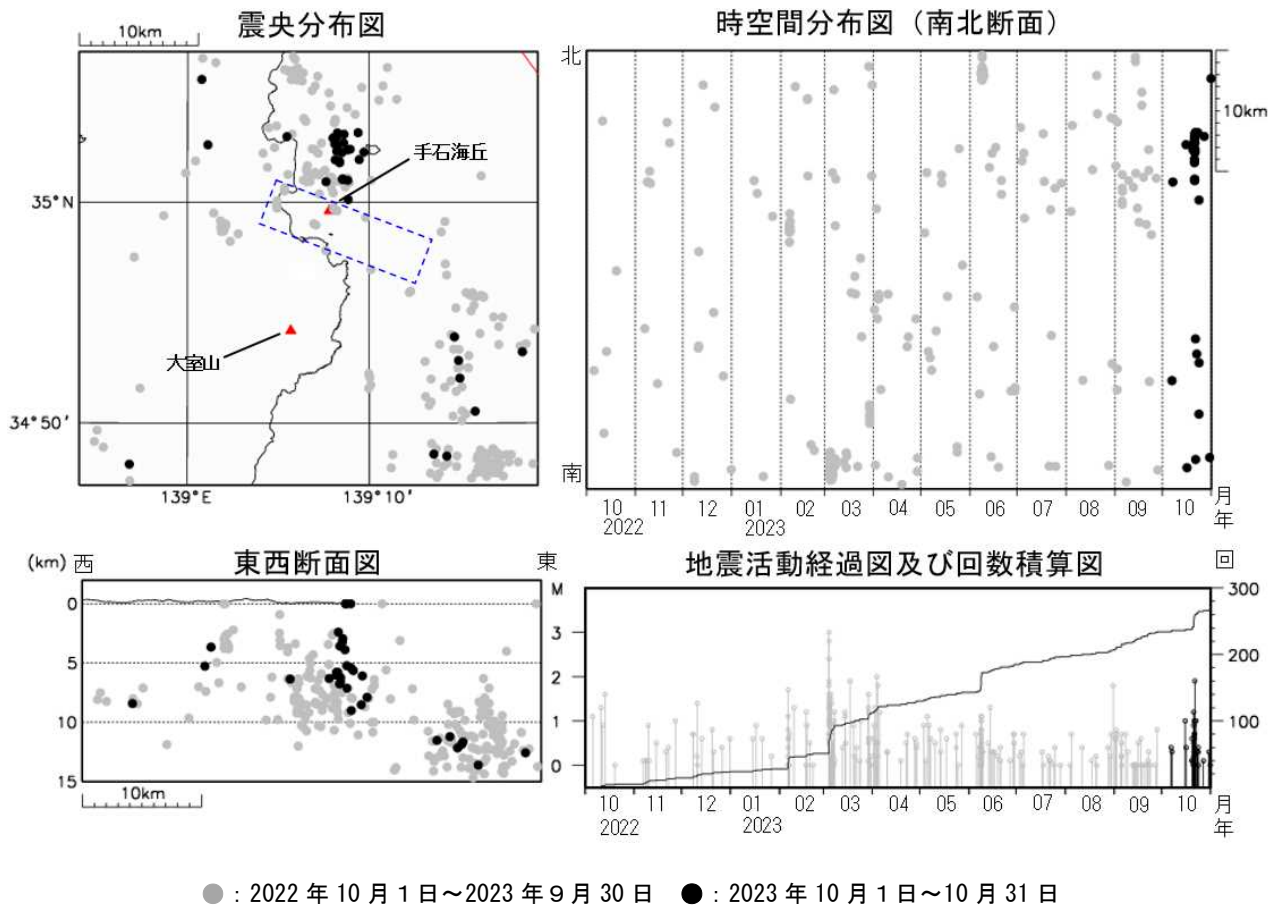 震央分布図
10km
手石海丘
35°N
大室山
34°50'
139°E
139°10'
時空間分布図（南北断面）
北
10km
南
10 11 12 01 02 03 04 05 06 07 08 09 10 月
2022 2023 年
東西断面図
(km) 西 東
0
5
10
15
10km
地震活動経過図及び回数積算図
M 回
300
3
200
2
1
100
0
10 11 12 01 02 03 04 05 06 07 08 09 10 月
2022 2023 年
●：2022 年 10 月 1 日～2023 年９月 30 日 ●：2023 年 10 月 1 日～10 月 31 日